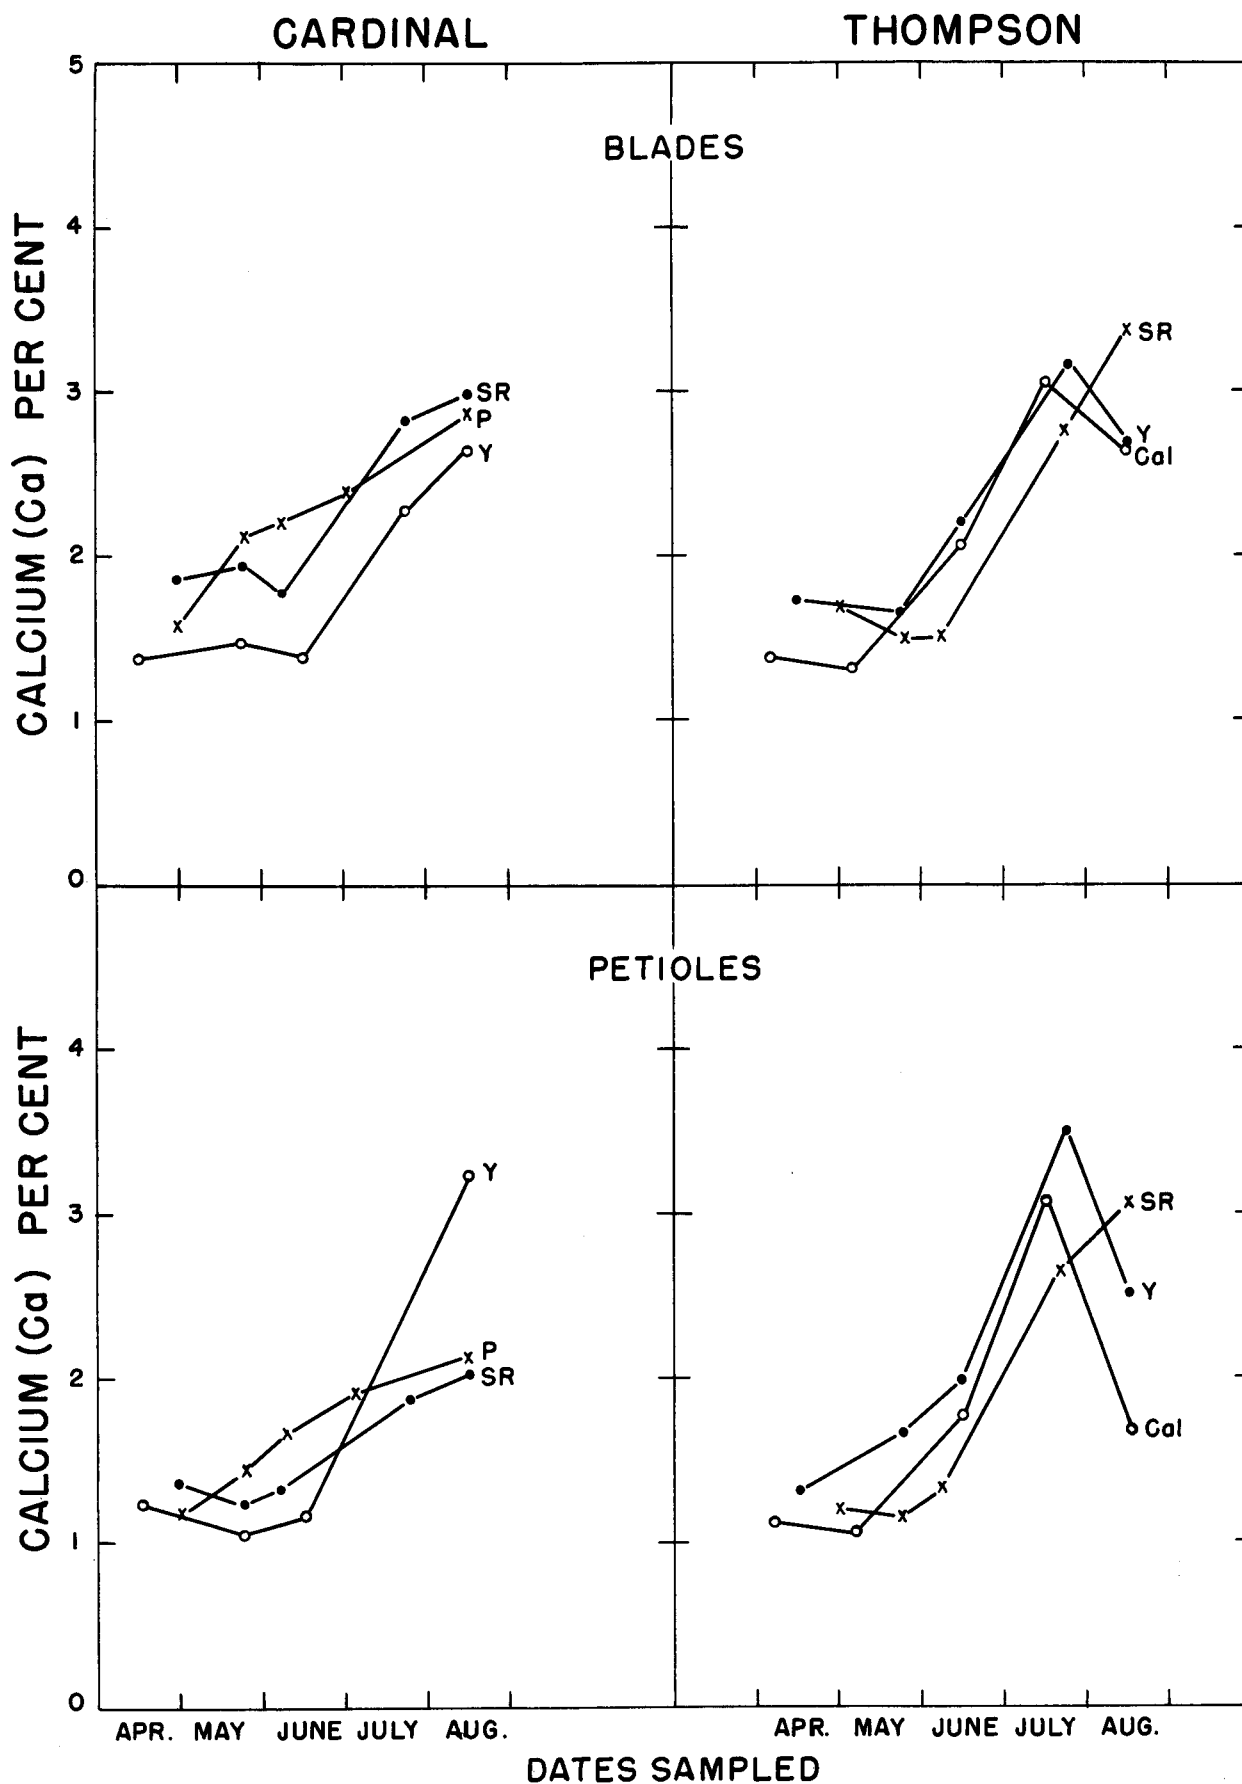 CARDINAL THOMPSON
5
BLADES
4
CALCIUM (Ca) PER CENT
SR
3
SR
P
Y
Y
Cal
2
1
0
PETIOLES
4
CALCIUM (Ca) PER CENT
Y
3
SR
Y
P
2
SR
Cal
1
0
APR. MAY JUNE JULY AUG. APR. MAY JUNE JULY AUG.
DATES SAMPLED